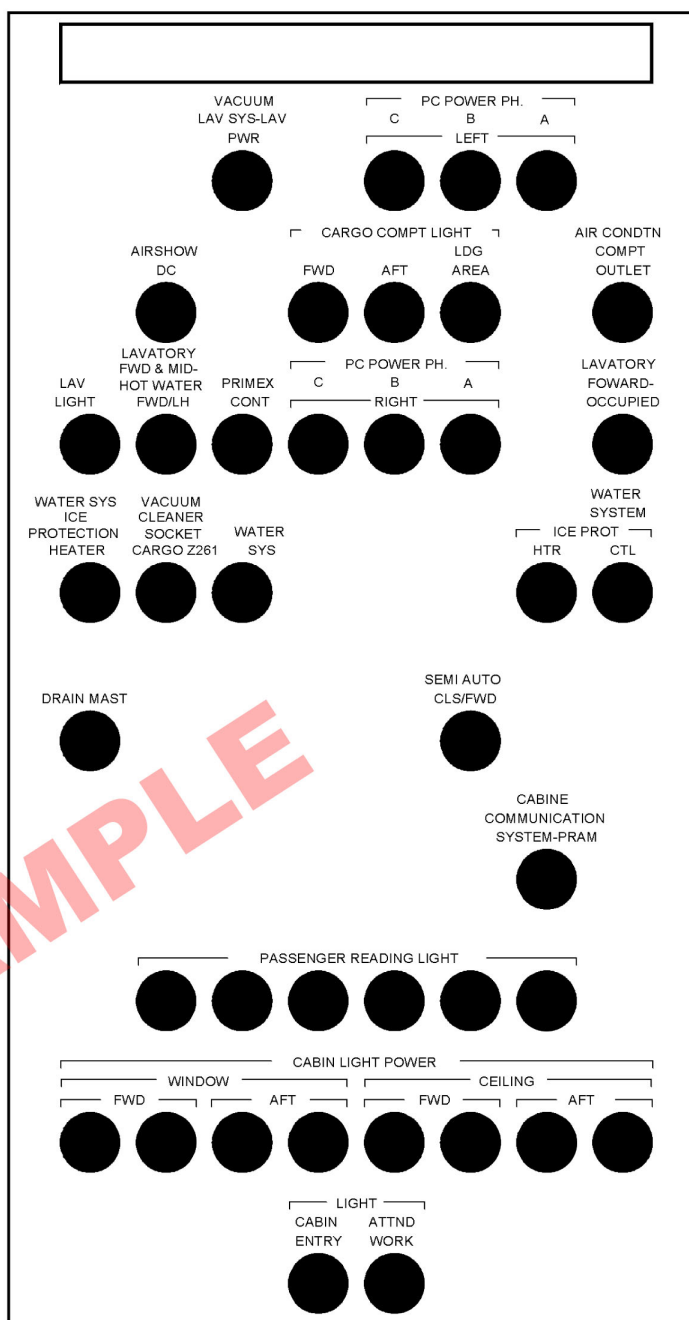 VACUUM
LAV SYS-LAV
PWR
PC POWER PH.
C B A
LEFT
AIRSHOW
DC
CARGO COMPT LIGHT
FWD AFT LDG
AREA
AIR CONDTN
COMPT
OUTLET
LAV
LIGHT
LAVATORY
FWD & MID-
HOT WATER
FWD/LH
PRIMEX
CONT
PC POWER PH.
C B A
RIGHT
LAVATORY
FOWARD-
OCCUPIED
WATER SYS
ICE
PROTECTION
HEATER
VACUUM
CLEANER
SOCKET
CARGO Z261
WATER
SYS
WATER
SYSTEM
ICE PROT
HTR CTL
DRAIN MAST
SEMI AUTO
CLS/FWD
CABINE
COMMUNICATION
SYSTEM-PRAM
PASSENGER READING LIGHT
CABIN LIGHT POWER
WINDOW CEILING
FWD AFT FWD AFT
LIGHT
CABIN
ENTRY
ATTND
WORK